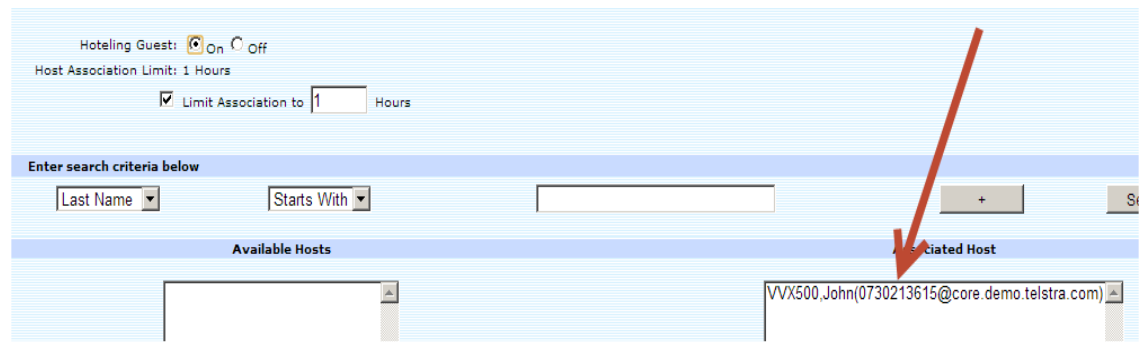 Hoteling Guest: On Off
Host Association Limit: 1 Hours
Limit Association to 1 Hours
Enter search criteria below
Last Name Starts With +
Available Hosts Associated Host
VVX500,John(0730213615@core.demo.telstra.com)